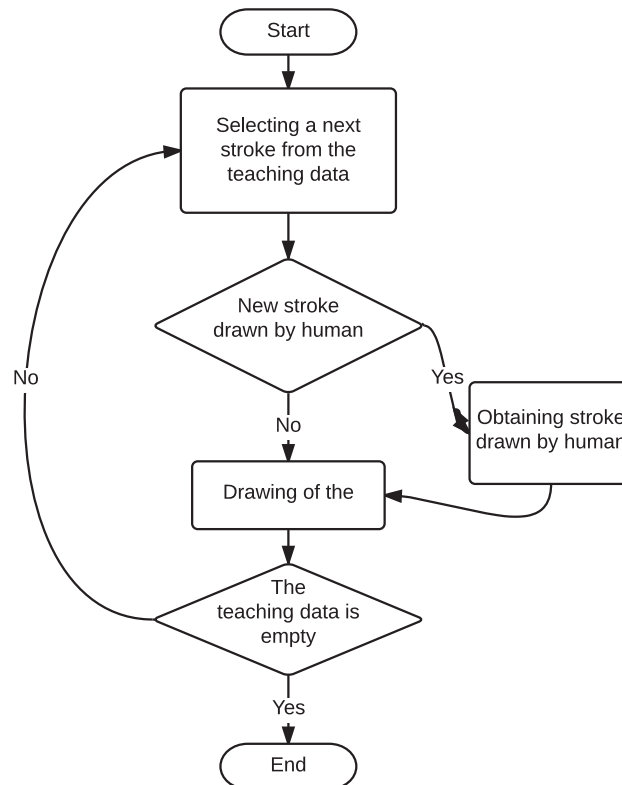 Start
Selecting a next
stroke from the
teaching data
New stroke
drawn by human
Yes
No
Obtaining stroke
drawn by human
Drawing of the
No
The
teaching data is
empty
Yes
End